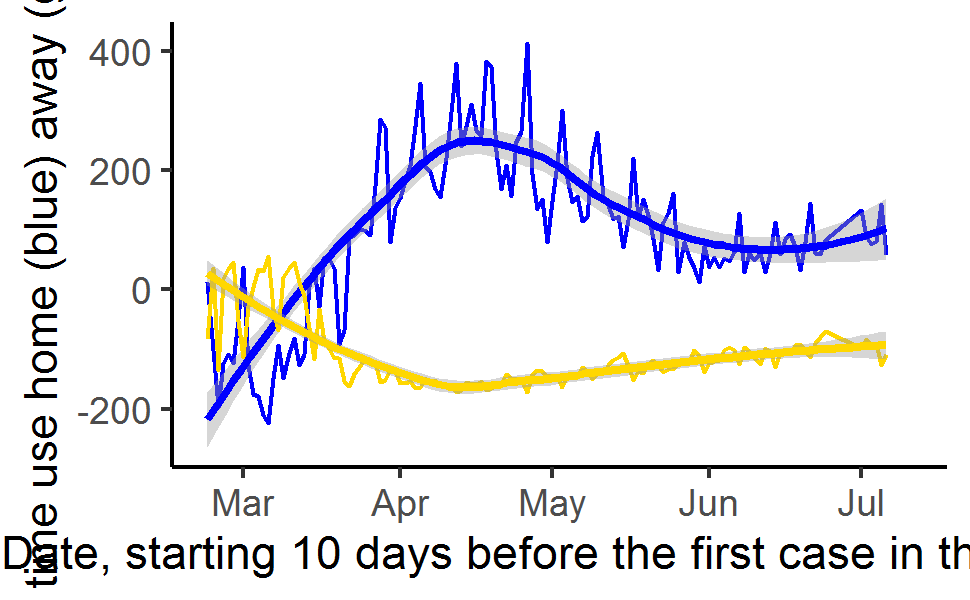 time use home (blue) away (
400
200
0
-200
Mar Apr May Jun Jul
Date, starting 10 days before the first case in th